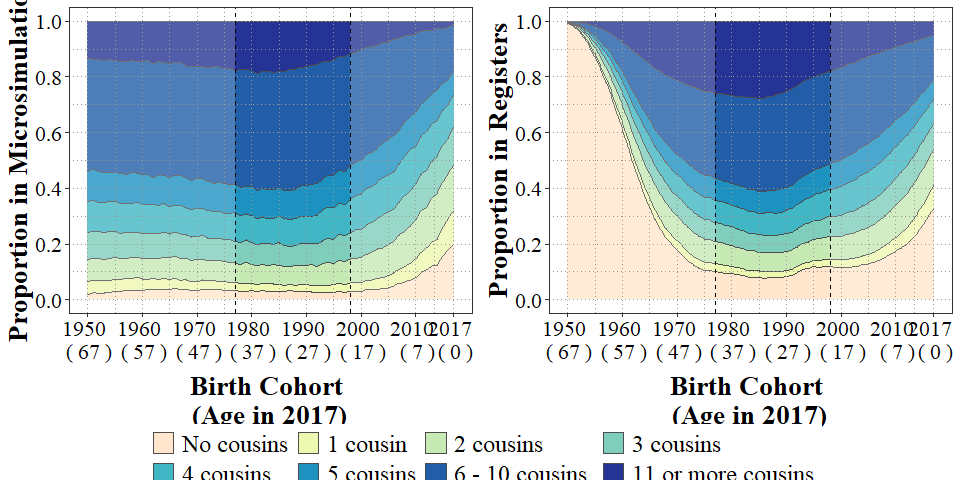 Proportion in Microsimulatio
1.0
0.8
0.6
0.4
0.2
0.0
1950 1960 1970 1980 1990 2000 2010 2017
( 67) ( 57) ( 47) ( 37) ( 27) ( 17) ( 7) ( 0)
Birth Cohort
(Age in 2017)
Proportion in Registers
1.0
0.8
0.6
0.4
0.2
0.0
1950 1960 1970 1980 1990 2000 2010 2017
( 67) ( 57) ( 47) ( 37) ( 27) ( 17) ( 7) ( 0)
Birth Cohort
(Age in 2017)
No cousins 1 cousin 2 cousins 3 cousins
4 cousins 5 cousins 6 - 10 cousins 11 or more cousins